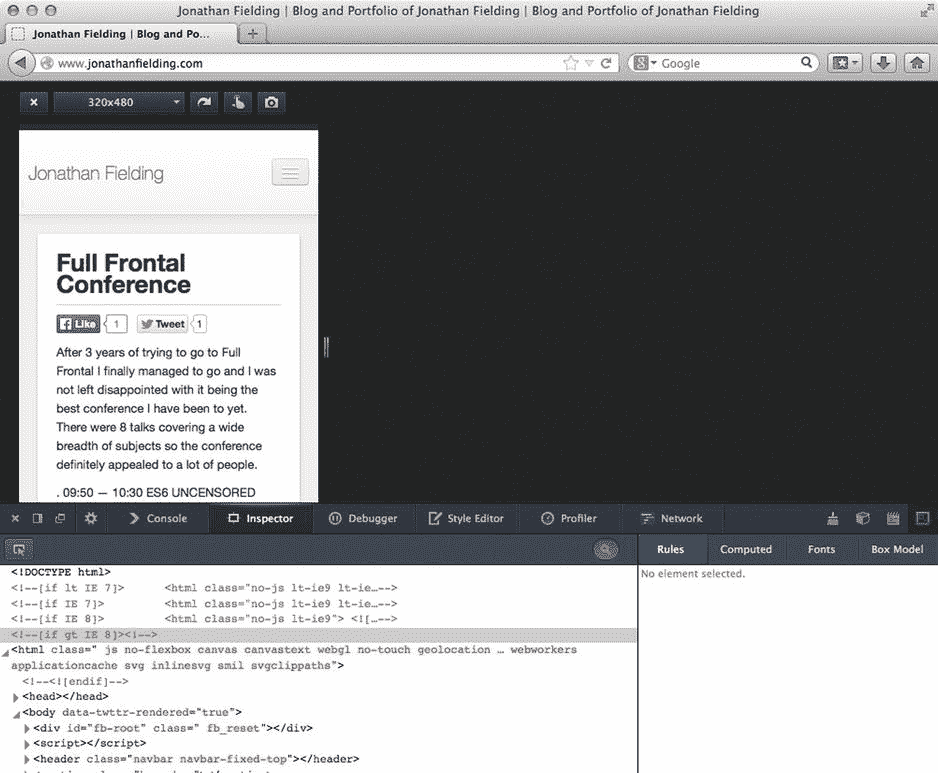 Jonathan Fielding | Blog and Portfolio of Jonathan Fielding | Blog and Portfolio of Jonathan Fielding
Jonathan Fielding | Blog and Po...
www.jonathanfielding.com
Google
320x480
Jonathan Fielding
Full Frontal
Conference
Like 1 Tweet 1
After 3 years of trying to go to Full
Frontal I finally managed to go and I was
not left disappointed with it being the
best conference I have been to yet.
There were 8 talks covering a wide
breadth of subjects so the conference
definitely appealed to a lot of people.
. 09:50 — 10:30 ES6 UNCENSORED
Console Inspector Debugger Style Editor Profiler Network
Rules Computed Fonts Box Model
No element selected.
<!DOCTYPE html>
<!--[if lt IE 7]> <html class="no-js lt-ie9 lt-ie…-->
<!--[if IE 7]> <html class="no-js lt-ie9 lt-ie…-->
<!--[if IE 8]> <html class="no-js lt-ie9"> <![…-->
<!--[if gt IE 8]><!-->
<html class=" js no-flexbox canvas canvastext webgl no-touch geolocation … webworkers
applicationcache svg inlinesvg smil svgclippaths">
<!--<![endif]-->
<head></head>
<body data-twttr-rendered="true">
<div id="fb-root" class=" fb_reset"></div>
<script></script>
<header class="navbar navbar-fixed-top"></header>